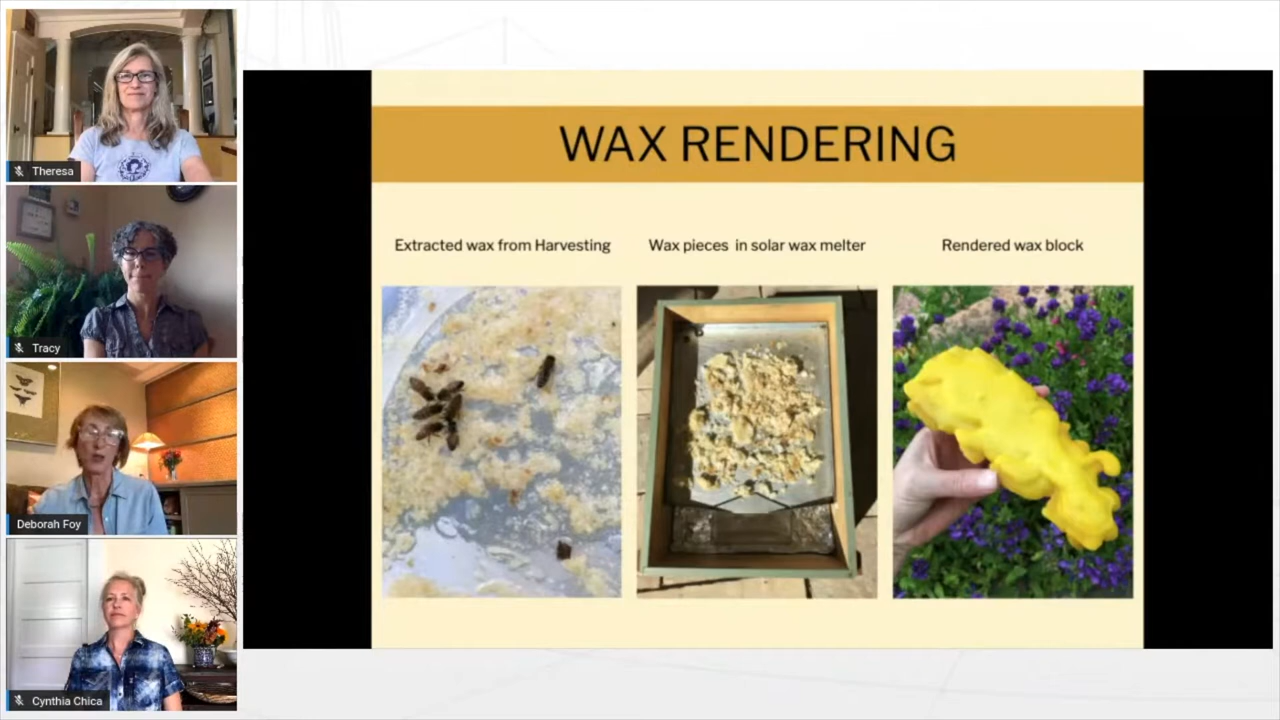 Theresa
Tracy
Deborah Foy
Cynthia Chica
WAX RENDERING
Extracted wax from Harvesting
Wax pieces in solar wax melter
Rendered wax block